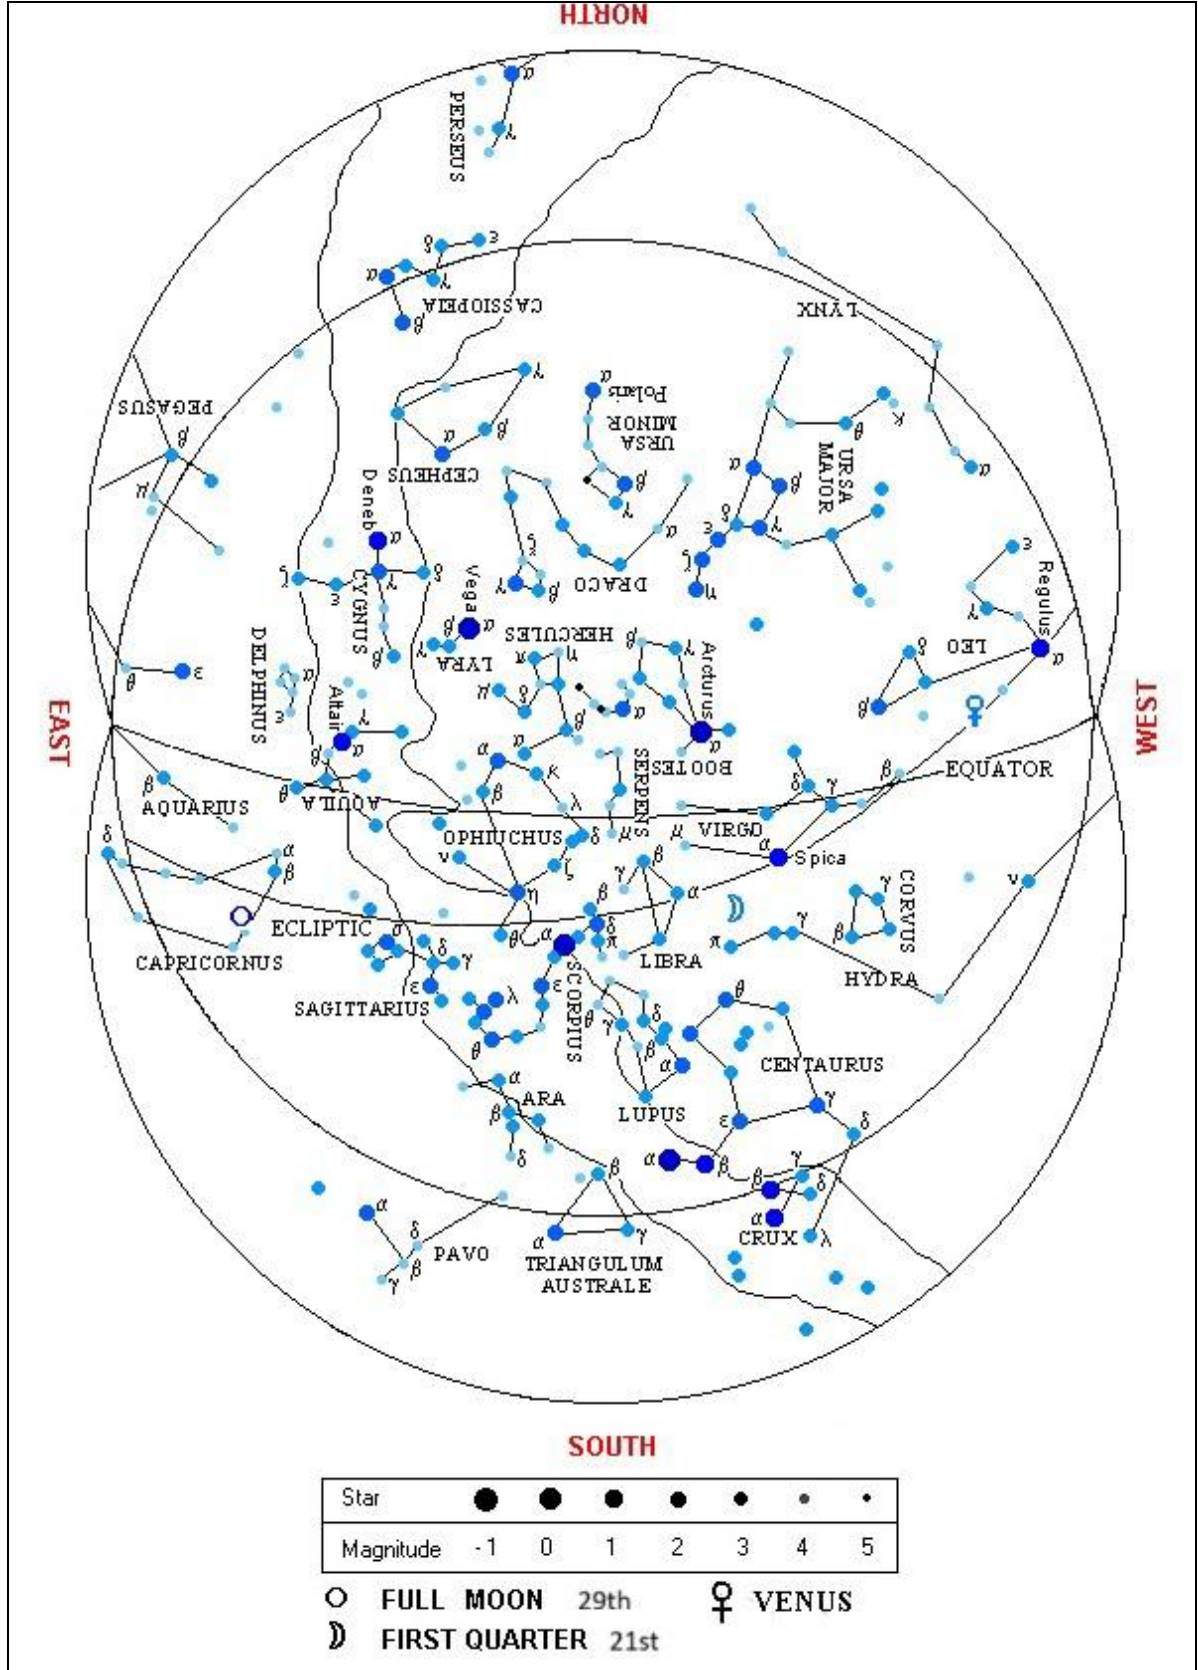 NORTH
α
PERSEUS
γ
δ ε
α γ
CASSIOPEIA
β
LYNX
PEGASUS
β
μ
γ
α
β
CEPHEUS
α
Polaris
URSA
MINOR
β
γ
κ
θ
URSA
MAJOR
α
β
δ γ
ε
ζ
η
α
Deneb
α
CYGNUS
γ
δ
ε
ζ
β
ξ
γ β
DRACO
α
ε
Regulus
γ
α
LEO
δ
β
Vega
α
β
γ
LYRA
HERCULES
π η
μ δ
β
α
β γ
Arcturus
α
BOOTES
DELPHINUS
α
ε
Altair
γ
α
β
θ
AQUILA
θ ε
EAST
WEST
β
AQUARIUS
EQUATOR
α
β
κ
λ
OPHIUCHUS
δ
ν
ζ
η
θ
SERPENS
μ
μ
VIRGO
δ γ
β
α
Spica
δ
α
β
ECLIPTIC
CAPRICORNUS
β
γ
α
LIBRA
π γ
γ
β
CORVUS
ν
HYDRA
σ
δ
γ
ε
SAGITTARIUS
β
δ
α π
SCORPIUS
ε
λ
θ
θ
γ
δ
β
α
LUPUS
θ
CENTAURUS
γ
ε
δ
α β
α
ARA
β
δ
β
γ
β δ
α
CRUX λ
α
δ
PAVO
β
γ
α γ
TRIANGULUM
AUSTRALE
SOUTH
Star
Magnitude -1 0 1 2 3 4 5
FULL MOON 29th ♀ VENUS
FIRST QUARTER 21st